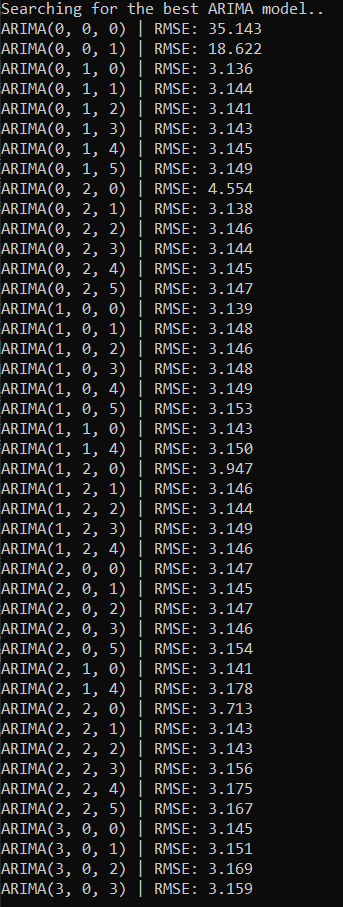 Searching for the best ARIMA model..
ARIMA(0, 0, 0) | RMSE: 35.143
ARIMA(0, 0, 1) | RMSE: 18.622
ARIMA(0, 1, 0) | RMSE: 3.136
ARIMA(0, 1, 1) | RMSE: 3.144
ARIMA(0, 1, 2) | RMSE: 3.141
ARIMA(0, 1, 3) | RMSE: 3.143
ARIMA(0, 1, 4) | RMSE: 3.145
ARIMA(0, 1, 5) | RMSE: 3.149
ARIMA(0, 2, 0) | RMSE: 4.554
ARIMA(0, 2, 1) | RMSE: 3.138
ARIMA(0, 2, 2) | RMSE: 3.146
ARIMA(0, 2, 3) | RMSE: 3.144
ARIMA(0, 2, 4) | RMSE: 3.145
ARIMA(0, 2, 5) | RMSE: 3.147
ARIMA(1, 0, 0) | RMSE: 3.139
ARIMA(1, 0, 1) | RMSE: 3.148
ARIMA(1, 0, 2) | RMSE: 3.146
ARIMA(1, 0, 3) | RMSE: 3.148
ARIMA(1, 0, 4) | RMSE: 3.149
ARIMA(1, 0, 5) | RMSE: 3.153
ARIMA(1, 1, 0) | RMSE: 3.143
ARIMA(1, 1, 4) | RMSE: 3.150
ARIMA(1, 2, 0) | RMSE: 3.947
ARIMA(1, 2, 1) | RMSE: 3.146
ARIMA(1, 2, 2) | RMSE: 3.144
ARIMA(1, 2, 3) | RMSE: 3.149
ARIMA(1, 2, 4) | RMSE: 3.146
ARIMA(2, 0, 0) | RMSE: 3.147
ARIMA(2, 0, 1) | RMSE: 3.145
ARIMA(2, 0, 2) | RMSE: 3.147
ARIMA(2, 0, 3) | RMSE: 3.146
ARIMA(2, 0, 5) | RMSE: 3.154
ARIMA(2, 1, 0) | RMSE: 3.141
ARIMA(2, 1, 4) | RMSE: 3.178
ARIMA(2, 2, 0) | RMSE: 3.713
ARIMA(2, 2, 1) | RMSE: 3.143
ARIMA(2, 2, 2) | RMSE: 3.143
ARIMA(2, 2, 3) | RMSE: 3.156
ARIMA(2, 2, 4) | RMSE: 3.175
ARIMA(2, 2, 5) | RMSE: 3.167
ARIMA(3, 0, 0) | RMSE: 3.145
ARIMA(3, 0, 1) | RMSE: 3.151
ARIMA(3, 0, 2) | RMSE: 3.169
ARIMA(3, 0, 3) | RMSE: 3.159